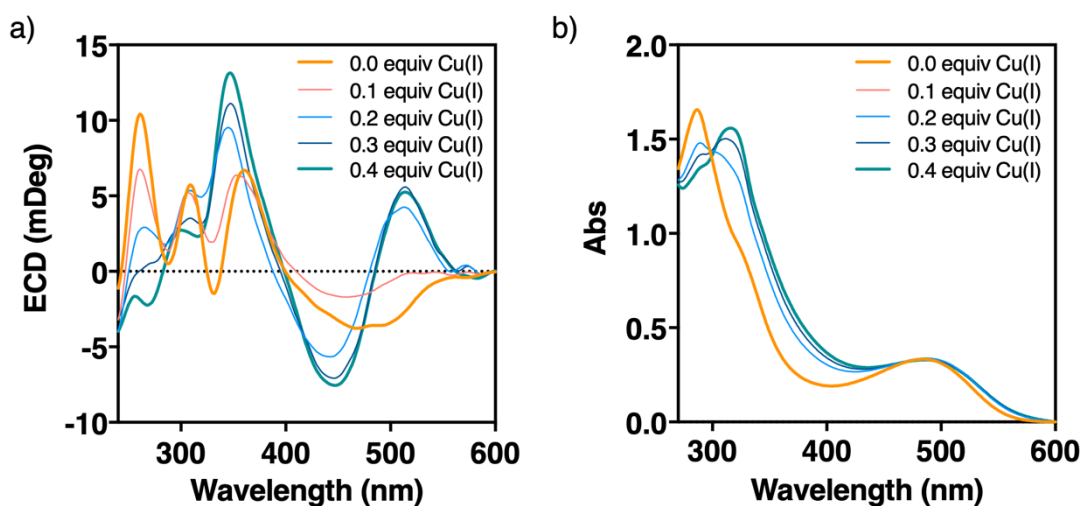 a)
ECD (mDeg)
15
10
5
0
-5
-10
0.0 equiv Cu(I)
0.1 equiv Cu(I)
0.2 equiv Cu(I)
0.3 equiv Cu(I)
0.4 equiv Cu(I)
300
400
500
600
Wavelength (nm)
b)
Abs
2.0
1.5
1.0
0.5
0.0
0.0 equiv Cu(I)
0.1 equiv Cu(I)
0.2 equiv Cu(I)
0.3 equiv Cu(I)
0.4 equiv Cu(I)
300
400
500
600
Wavelength (nm)